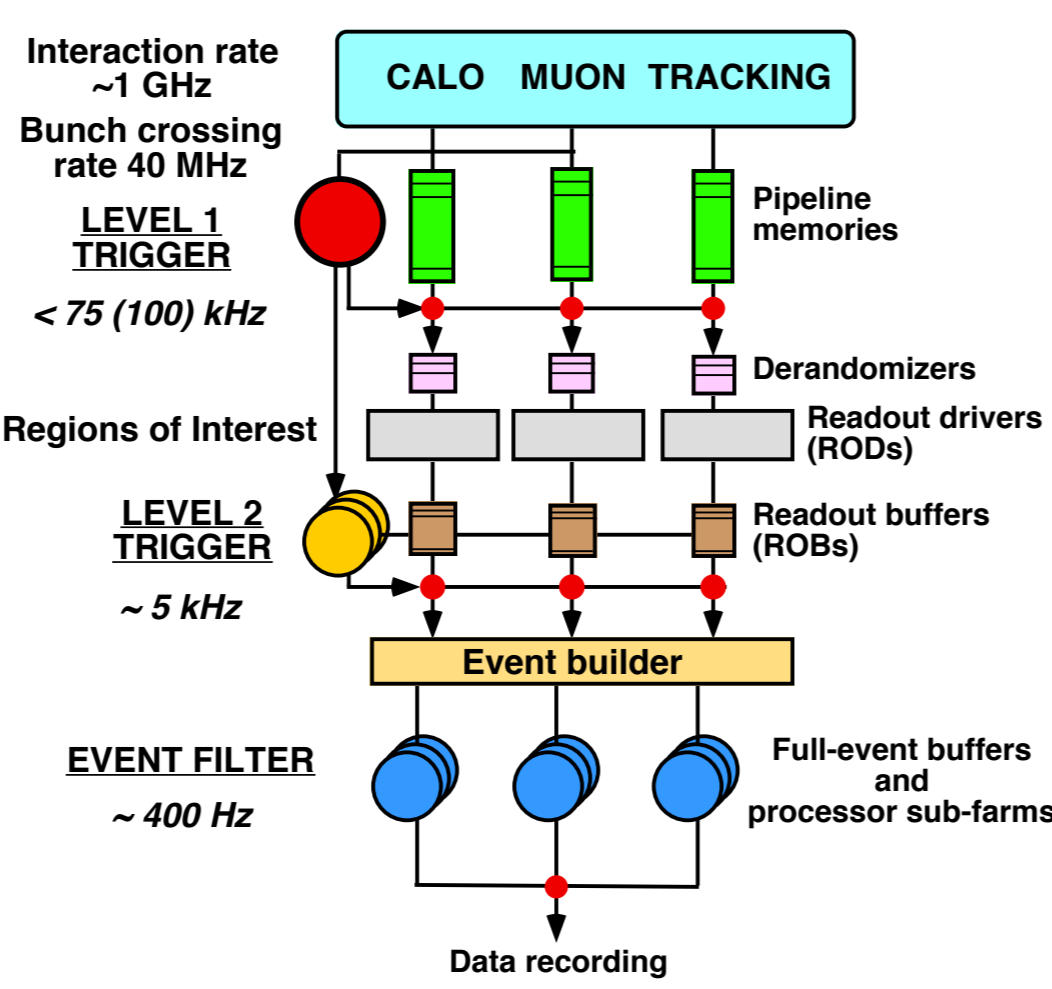 Interaction rate
~1 GHz
CALO MUON TRACKING
Bunch crossing
rate 40 MHz
LEVEL 1
TRIGGER
Pipeline
memories
< 75 (100) kHz
Derandomizers
Regions of Interest
Readout drivers
(RODs)
LEVEL 2
TRIGGER
Readout buffers
(ROBs)
~ 5 kHz
Event builder
EVENT FILTER
~ 400 Hz
Full-event buffers
and
processor sub-farms
Data recording